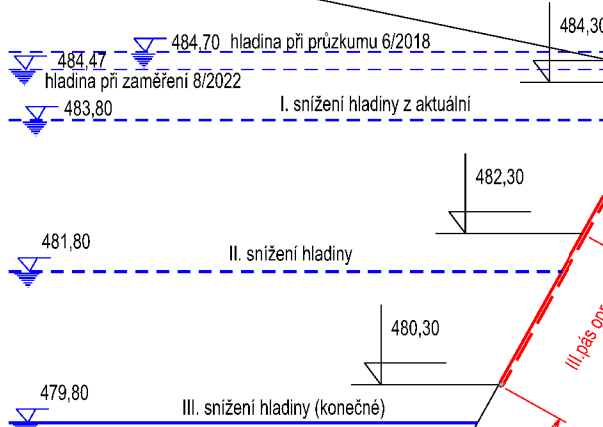 484,30
484,70 hladina při průzkumu 6/2018
484,47
hladina při zaměření 8/2022
483,80
I. snížení hladiny z aktuální
482,30
481,80
II. snížení hladiny
480,30
III.pás
479,80
III. snížení hladiny (konečné)